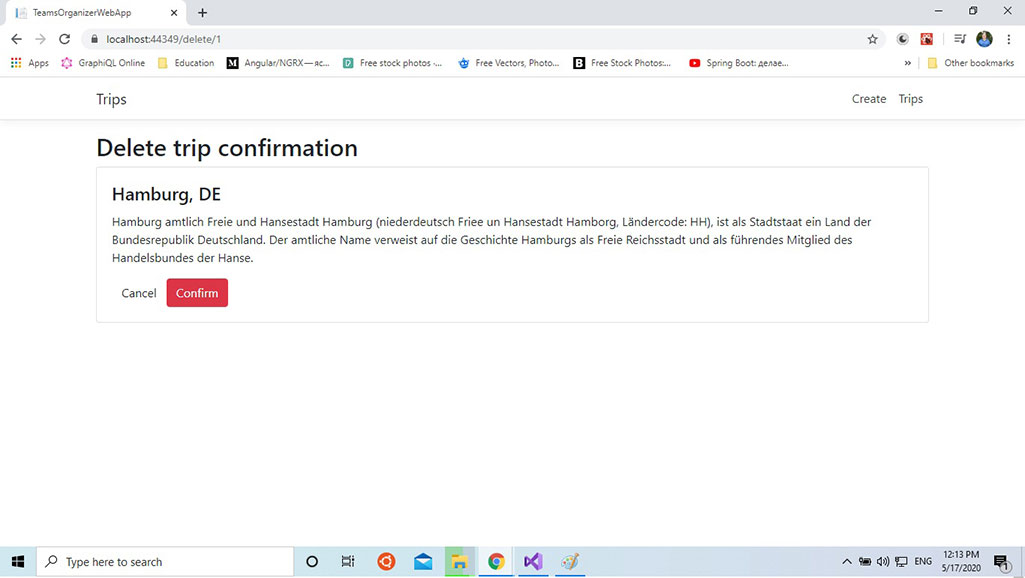 TeamsOrganizerWebApp
localhost:44349/delete/1
Apps GraphiQL Online Education Angular/NGRX—яс... Free stock photos -... Free Vectors, Photo... Free Stock Photos:... Spring Boot: делае... » Other bookmarks
Trips Create Trips
Delete trip confirmation
Hamburg, DE
Hamburg amtlich Freie und Hansestadt Hamburg (niederdeutsch Friee un Hansestadt Hamborg, Ländercode: HH), ist als Stadtstaat ein Land der
Bundesrepublik Deutschland. Der amtliche Name verweist auf die Geschichte Hamburgs als Freie Reichsstadt und als führendes Mitglied des
Handelsbundes der Hanse.
Cancel Confirm
Type here to search ENG 12:13 PM
5/17/2020 1